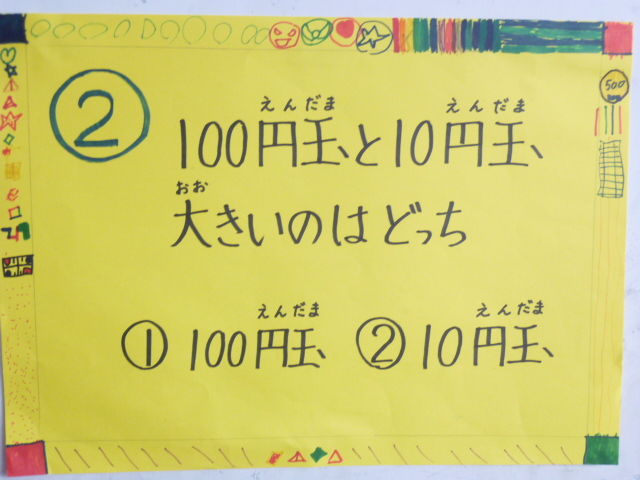 ②
えんだま えんだま
100円玉と10円玉
おお
大きいのはどっち
えんだま えんだま
① 100円玉 ② 10円玉
500